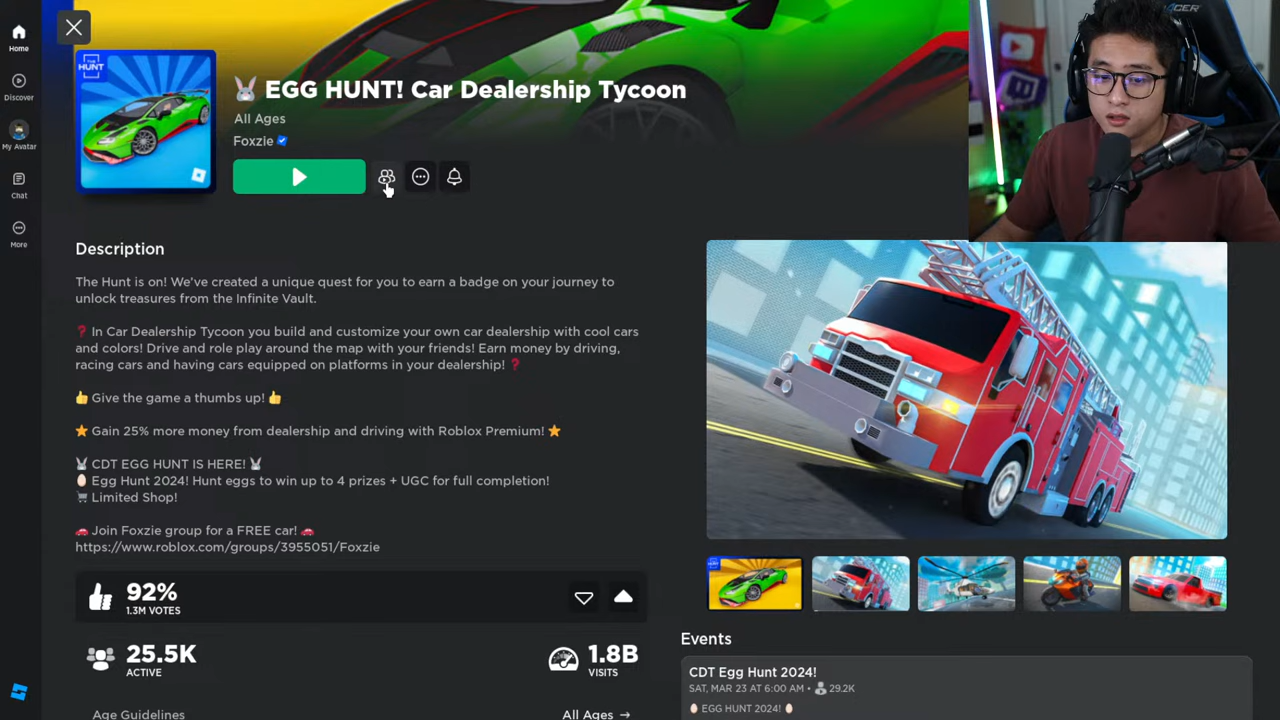 Home
Discover
My Avatar
Chat
More
THE
HUNT
🐰 EGG HUNT! Car Dealership Tycoon
All Ages
Foxzie
Description
The Hunt is on! We've created a unique quest for you to earn a badge on your journey to
unlock treasures from the Infinite Vault.
❓ In Car Dealership Tycoon you build and customize your own car dealership with cool cars
and colors! Drive and role play around the map with your friends! Earn money by driving,
racing cars and having cars equipped on platforms in your dealership! ❓
👍 Give the game a thumbs up! 👍
⭐ Gain 25% more money from dealership and driving with Roblox Premium! ⭐
🐰 CDT EGG HUNT IS HERE! 🐰
🥚 Egg Hunt 2024! Hunt eggs to win up to 4 prizes + UGC for full completion!
🛒 Limited Shop!
🚗 Join Foxzie group for a FREE car! 🚗
https://www.roblox.com/groups/3955051/Foxzie
92%
1.3M VOTES
25.5K
ACTIVE
1.8B
VISITS
Age Guidelines
All Ages →
Events
CDT Egg Hunt 2024!
SAT, MAR 23 AT 6:00 AM • 29.2K
🥚 EGG HUNT 2024! 🥚